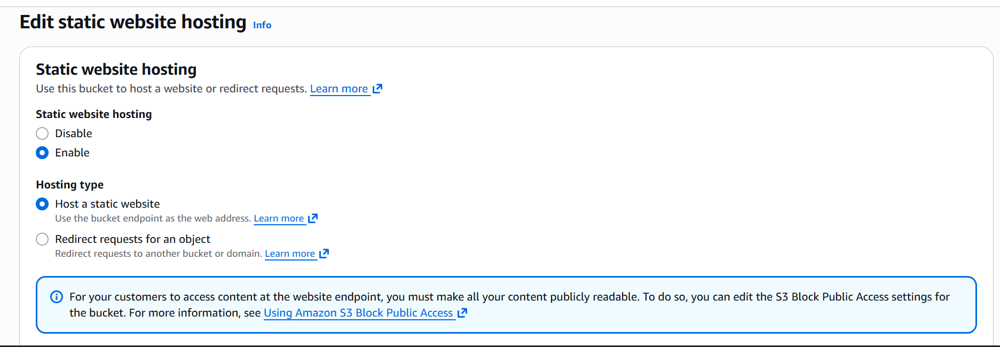 Edit static website hosting Info
Static website hosting
Use this bucket to host a website or redirect requests. Learn more
Static website hosting
Disable
Enable
Hosting type
Host a static website
Use the bucket endpoint as the web address. Learn more
Redirect requests for an object
Redirect requests to another bucket or domain. Learn more
For your customers to access content at the website endpoint, you must make all your content publicly readable. To do so, you can edit the S3 Block Public Access settings for
the bucket. For more information, see Using Amazon S3 Block Public Access